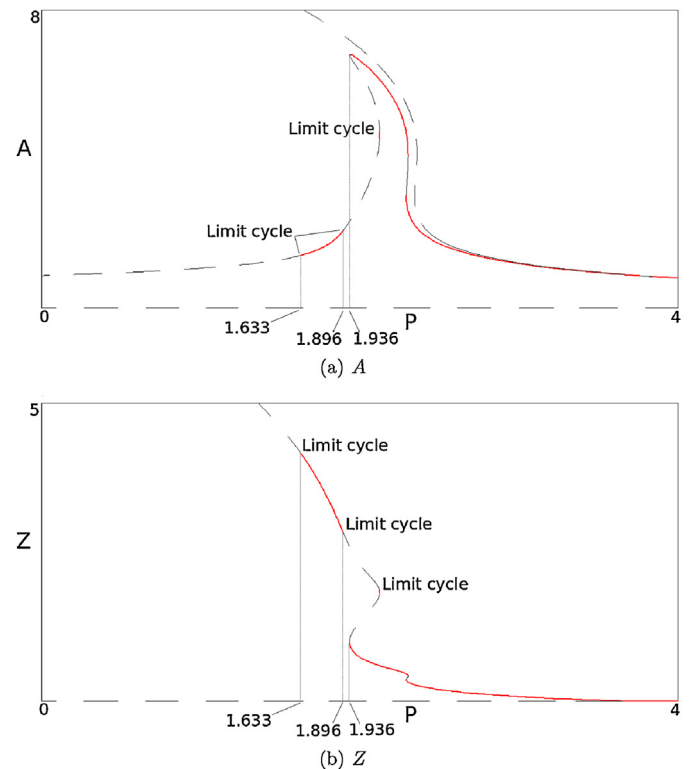 8
Limit cycle
A
Limit cycle
0
P
4
1.633
1.896
1.936
(a) A
5
Limit cycle
Limit cycle
Z
Limit cycle
0
P
4
1.633
1.896
1.936
(b) Z